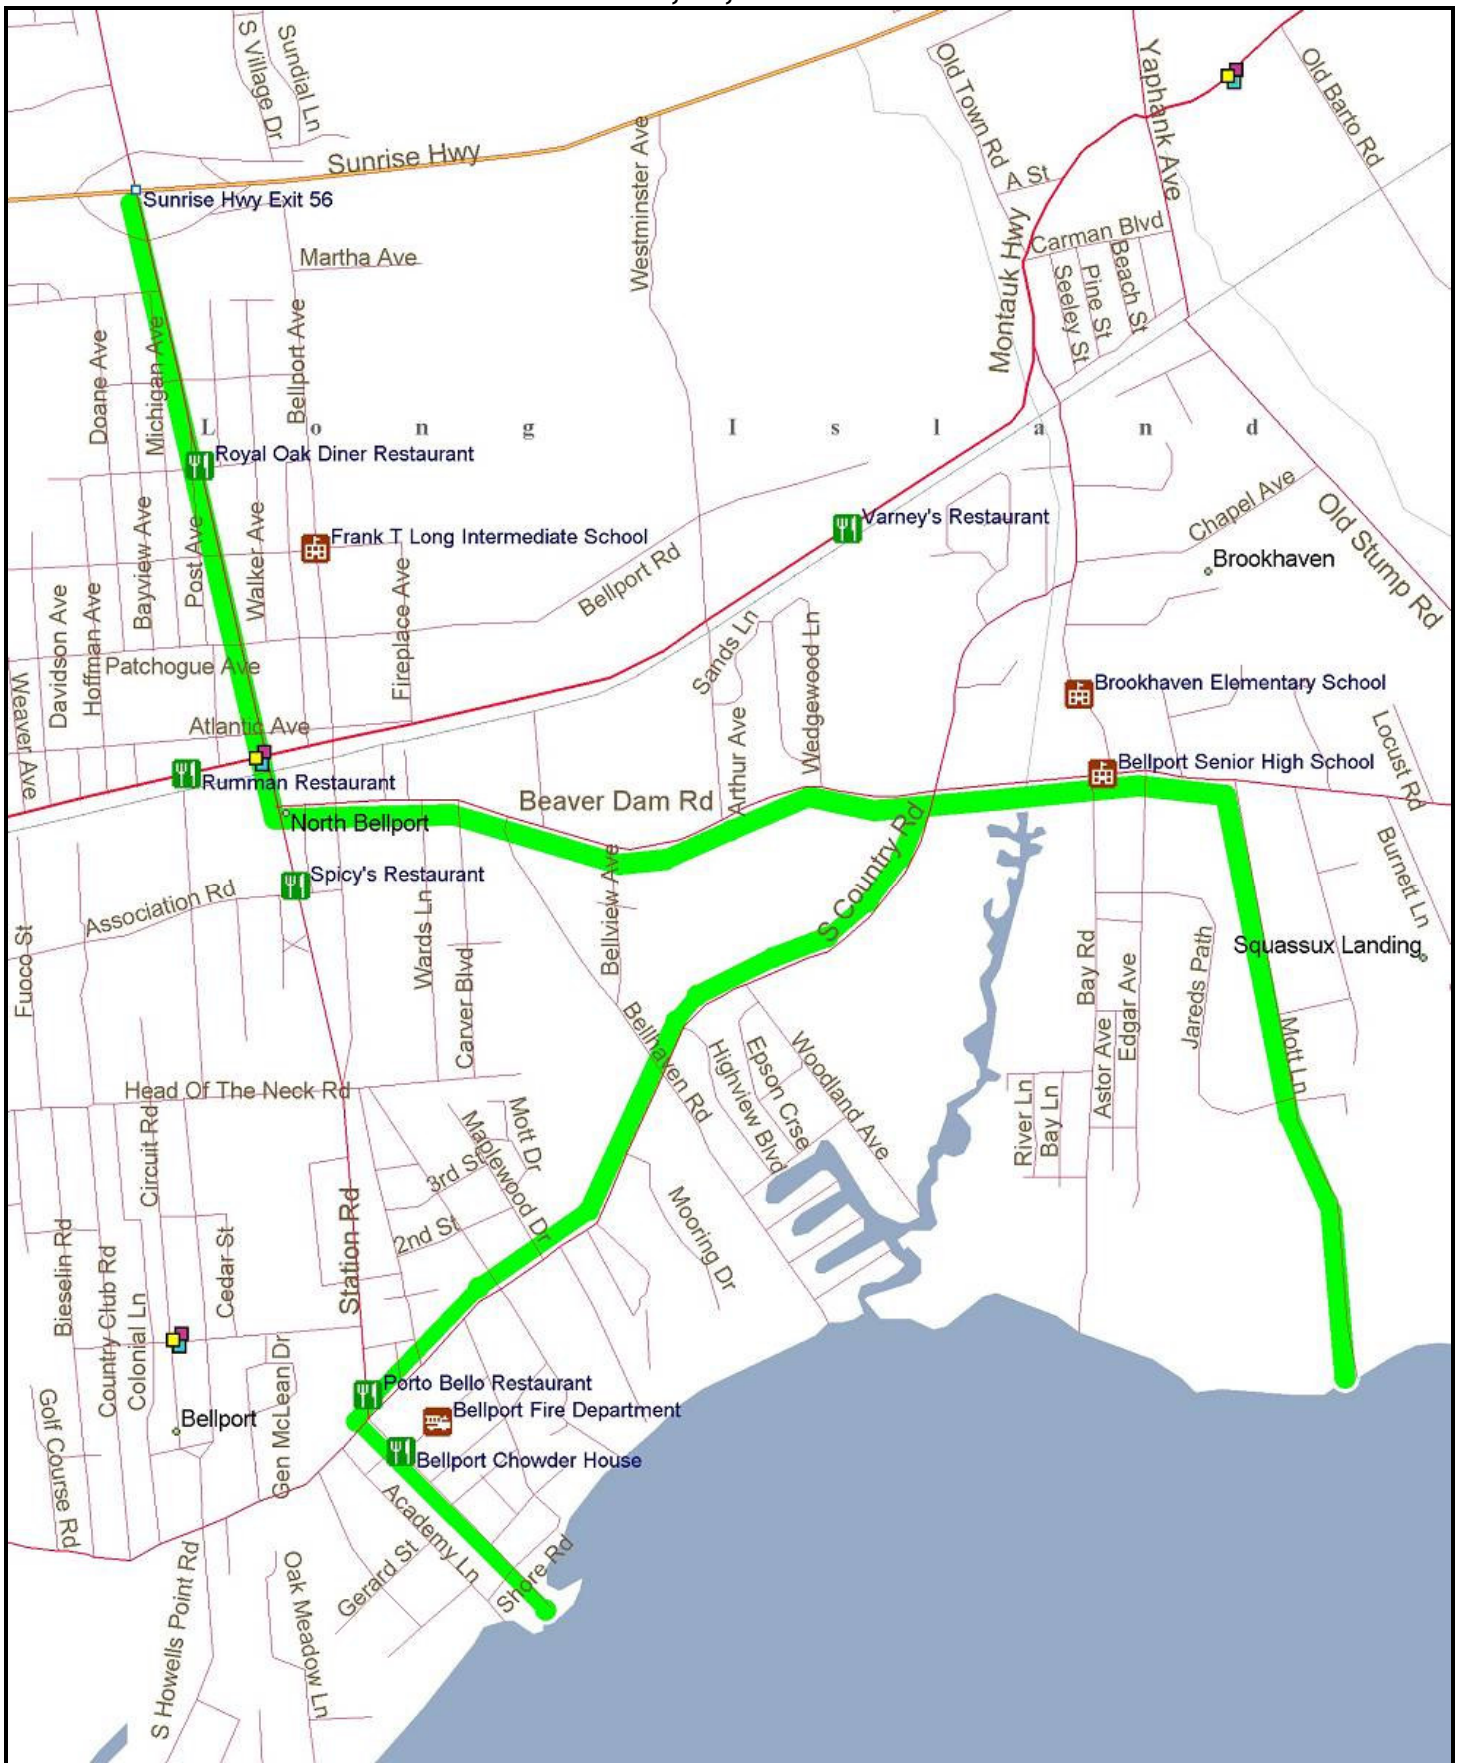 S Village Dr
Sundial Ln
Sunrise Hwy
Sunrise Hwy Exit 56
Martha Ave
Westminster Ave
Old Town Rd
A St
Yaphank Ave
Old Barto Rd
Carman Blvd
Montauk Hwy
Seeley St
Pine St
Beach St
Doane Ave
Michigan Ave
Bellport Ave
L o n g I s l a n d
Royal Oak Diner Restaurant
Frank T Long Intermediate School
Varney's Restaurant
Chapel Ave
Old Stump Rd
Brookhaven
Bayview Ave
Post Ave
Walker Ave
Davidson Ave
Hoffman Ave
Fireplace Ave
Bellport Rd
Patchogue Ave
Sands Ln
Wedgewood Ln
Weaver Ave
Atlantic Ave
Arthur Ave
Brookhaven Elementary School
Locust Rd
Rumman Restaurant
Bellport Senior High School
Beaver Dam Rd
North Bellport
Spicy's Restaurant
S Country Rd
Burnett Ln
Association Rd
Fuoco St
Wards Ln
Carver Blvd
Bellview Ave
Squassux Landing
Bay Rd
Edgar Ave
Jareds Path
Mott Ln
Bellhaven Rd
Highview Blvd
Epson Crse
Woodland Ave
Astor Ave
River Ln
Bay Ln
Head Of The Neck Rd
Circuit Rd
Mott Dr
Maplewood Dr
3rd St
2nd St
Mooring Dr
Station Rd
Bieselin Rd
Country Club Rd
Colonial Ln
Cedar St
Gen McLean Dr
Golf Course Rd
Bellport
Porto Bello Restaurant
Bellport Fire Department
Bellport Chowder House
Academy Ln
Gerard St
Shore Rd
S Howells Point Rd
Oak Meadow Ln